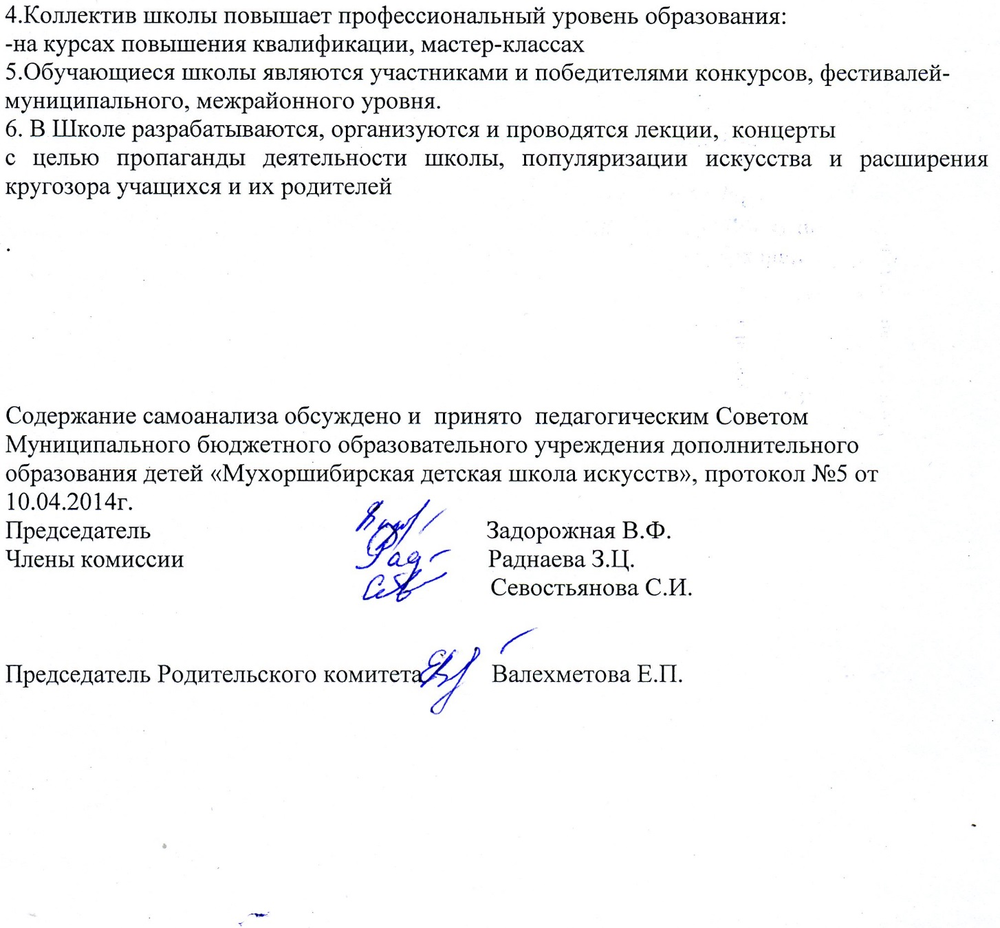 4.Коллектив школы повышает профессиональный уровень образования:
-на курсах повышения квалификации, мастер-классах
5.Обучающиеся школы являются участниками и победителями конкурсов, фестивалей-
муниципального, межрайонного уровня.
6. В Школе разрабатываются, организуются и проводятся лекции,  концерты
с целью пропаганды деятельности школы, популяризации искусства и расширения
кругозора учащихся и их родителей
.
Содержание самоанализа обсуждено и  принято  педагогическим Советом
Муниципального бюджетного образовательного учреждения дополнительного
образования детей «Мухоршибирская детская школа искусств», протокол №5 от
10.04.2014г.
Председатель Задорожная В.Ф.
Члены комиссии Рад Раднаева З.Ц.
Севостьянова С.И.
Председатель Родительского комитета Валехметова Е.П.